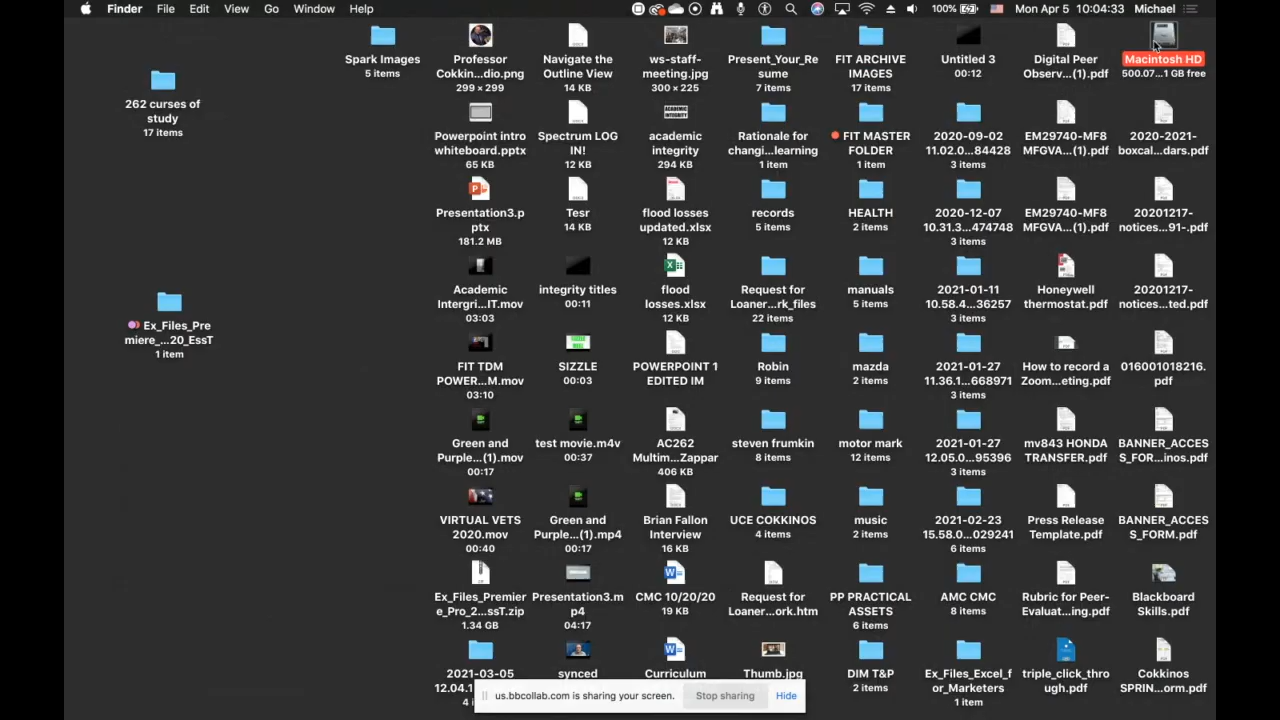 Finder File Edit View Go Window Help 100% Mon Apr 5 10:04:33 Michael
262 curses of
study
17 items
Ex_Files_Pre
miere_...20_EssT
1 item
Spark Images
5 items
Professor
Cokkin...dio.png
299 × 299
Powerpoint intro
whiteboard.pptx
65 KB
Presentation3.p
ptx
181.2 MB
Academic
Intergri...IT.mov
03:03
FIT TDM
POWER...M.mov
03:10
Green and
Purple...(1).mov
00:17
VIRTUAL VETS
2020.mov
00:40
Ex_Files_Premier
e_Pro_2...ssT.zip
1.34 GB
2021-03-05
Navigate the
Outline View
14 KB
Spectrum LOG
IN!
12 KB
Tesr
14 KB
integrity titles
00:11
SIZZLE
00:03
test movie.m4v
00:37
Green and
Purple...(1).mp4
00:17
Presentation3.m
p4
04:17
synced
ws-staff-
meeting.jpg
300 × 225
ACADEMIC
INTEGRITY
academic
integrity
294 KB
flood losses
updated.xlsx
12 KB
flood
losses.xlsx
12 KB
POWERPOINT 1
EDITED IM
AC262
Multim...Zappar
406 KB
Brian Fallon
Interview
16 KB
CMC 10/20/20
19 KB
Curriculum
Present_Your_Re
sume
7 items
Rationale for
changi...learning
1 item
records
5 items
Request for
Loaner...rk_files
22 items
Robin
9 items
steven frumkin
8 items
UCE COKKINOS
4 items
Request for
Loaner...ork.htm
Thumb.jpg
FIT ARCHIVE
IMAGES
17 items
FIT MASTER
FOLDER
1 item
HEALTH
2 items
manuals
5 items
mazda
2 items
motor mark
12 items
music
2 items
PP PRACTICAL
ASSETS
6 items
DIM T&P
2 items
Untitled 3
00:12
2020-09-02
11.02.0...84428
3 items
2020-12-07
10.31.3...474748
3 items
2021-01-11
10.58.4...36257
3 items
2021-01-27
11.36.1...668971
3 items
2021-01-27
12.05.0...95396
3 items
2021-02-23
15.58.0...029241
6 items
AMC CMC
8 items
Ex_Files_Excel_f
or_Marketers
1 item
Digital Peer
Observ...(1).pdf
EM29740-MF8
MFGVA...(1).pdf
EM29740-MF8
MFGVA...(1).pdf
Honeywell
thermostat.pdf
How to record a
Zoom...eting.pdf
mv843 HONDA
TRANSFER.pdf
Press Release
Template.pdf
Rubric for Peer-
Evaluat...ing.pdf
triple_click_thr
ough.pdf
Macintosh HD
500.07...1 GB free
2020-2021-
boxcal...dars.pdf
20201217-
notices...91-.pdf
20201217-
notices...ted.pdf
016001018216.
pdf
BANNER_ACCES
S_FOR...inos.pdf
BANNER_ACCES
S_FORM.pdf
Blackboard
Skills.pdf
Cokkinos
SPRIN...orm.pdf
us.bbcollab.com is sharing your screen. Stop sharing Hide